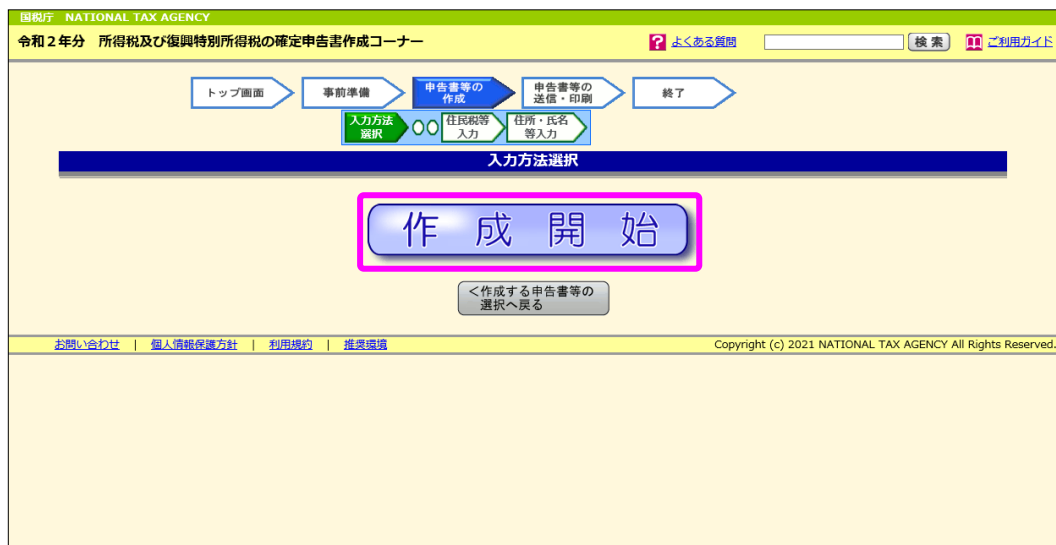 国税庁 NATIONAL TAX AGENCY
令和２年分 所得税及び復興特別所得税の確定申告書作成コーナー
? よくある質問
検索
ご利用ガイド
トップ画面
事前準備
申告書等の
作成
申告書等の
送信・印刷
終了
入力方法
選択
住民税等
入力
住所・氏名
等入力
入力方法選択
作成開始
＜作成する申告書等の
選択へ戻る
お問い合わせ | 個人情報保護方針 | 利用規約 | 推奨環境
Copyright (c) 2021 NATIONAL TAX AGENCY All Rights Reserved.